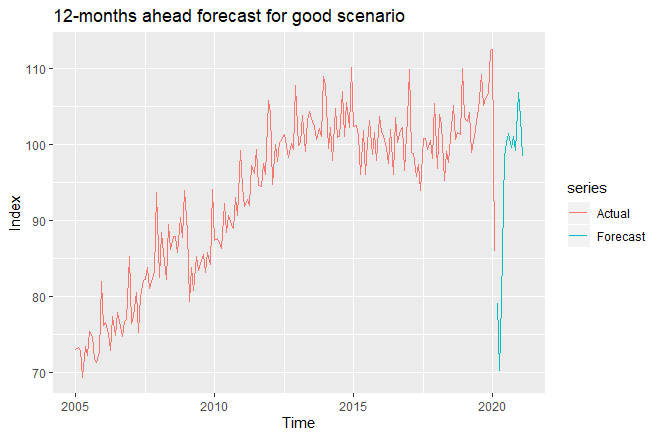 12-months ahead forecast for good scenario
110
100
90
80
70
Index
2005
2010
2015
2020
Time
series
Actual
Forecast